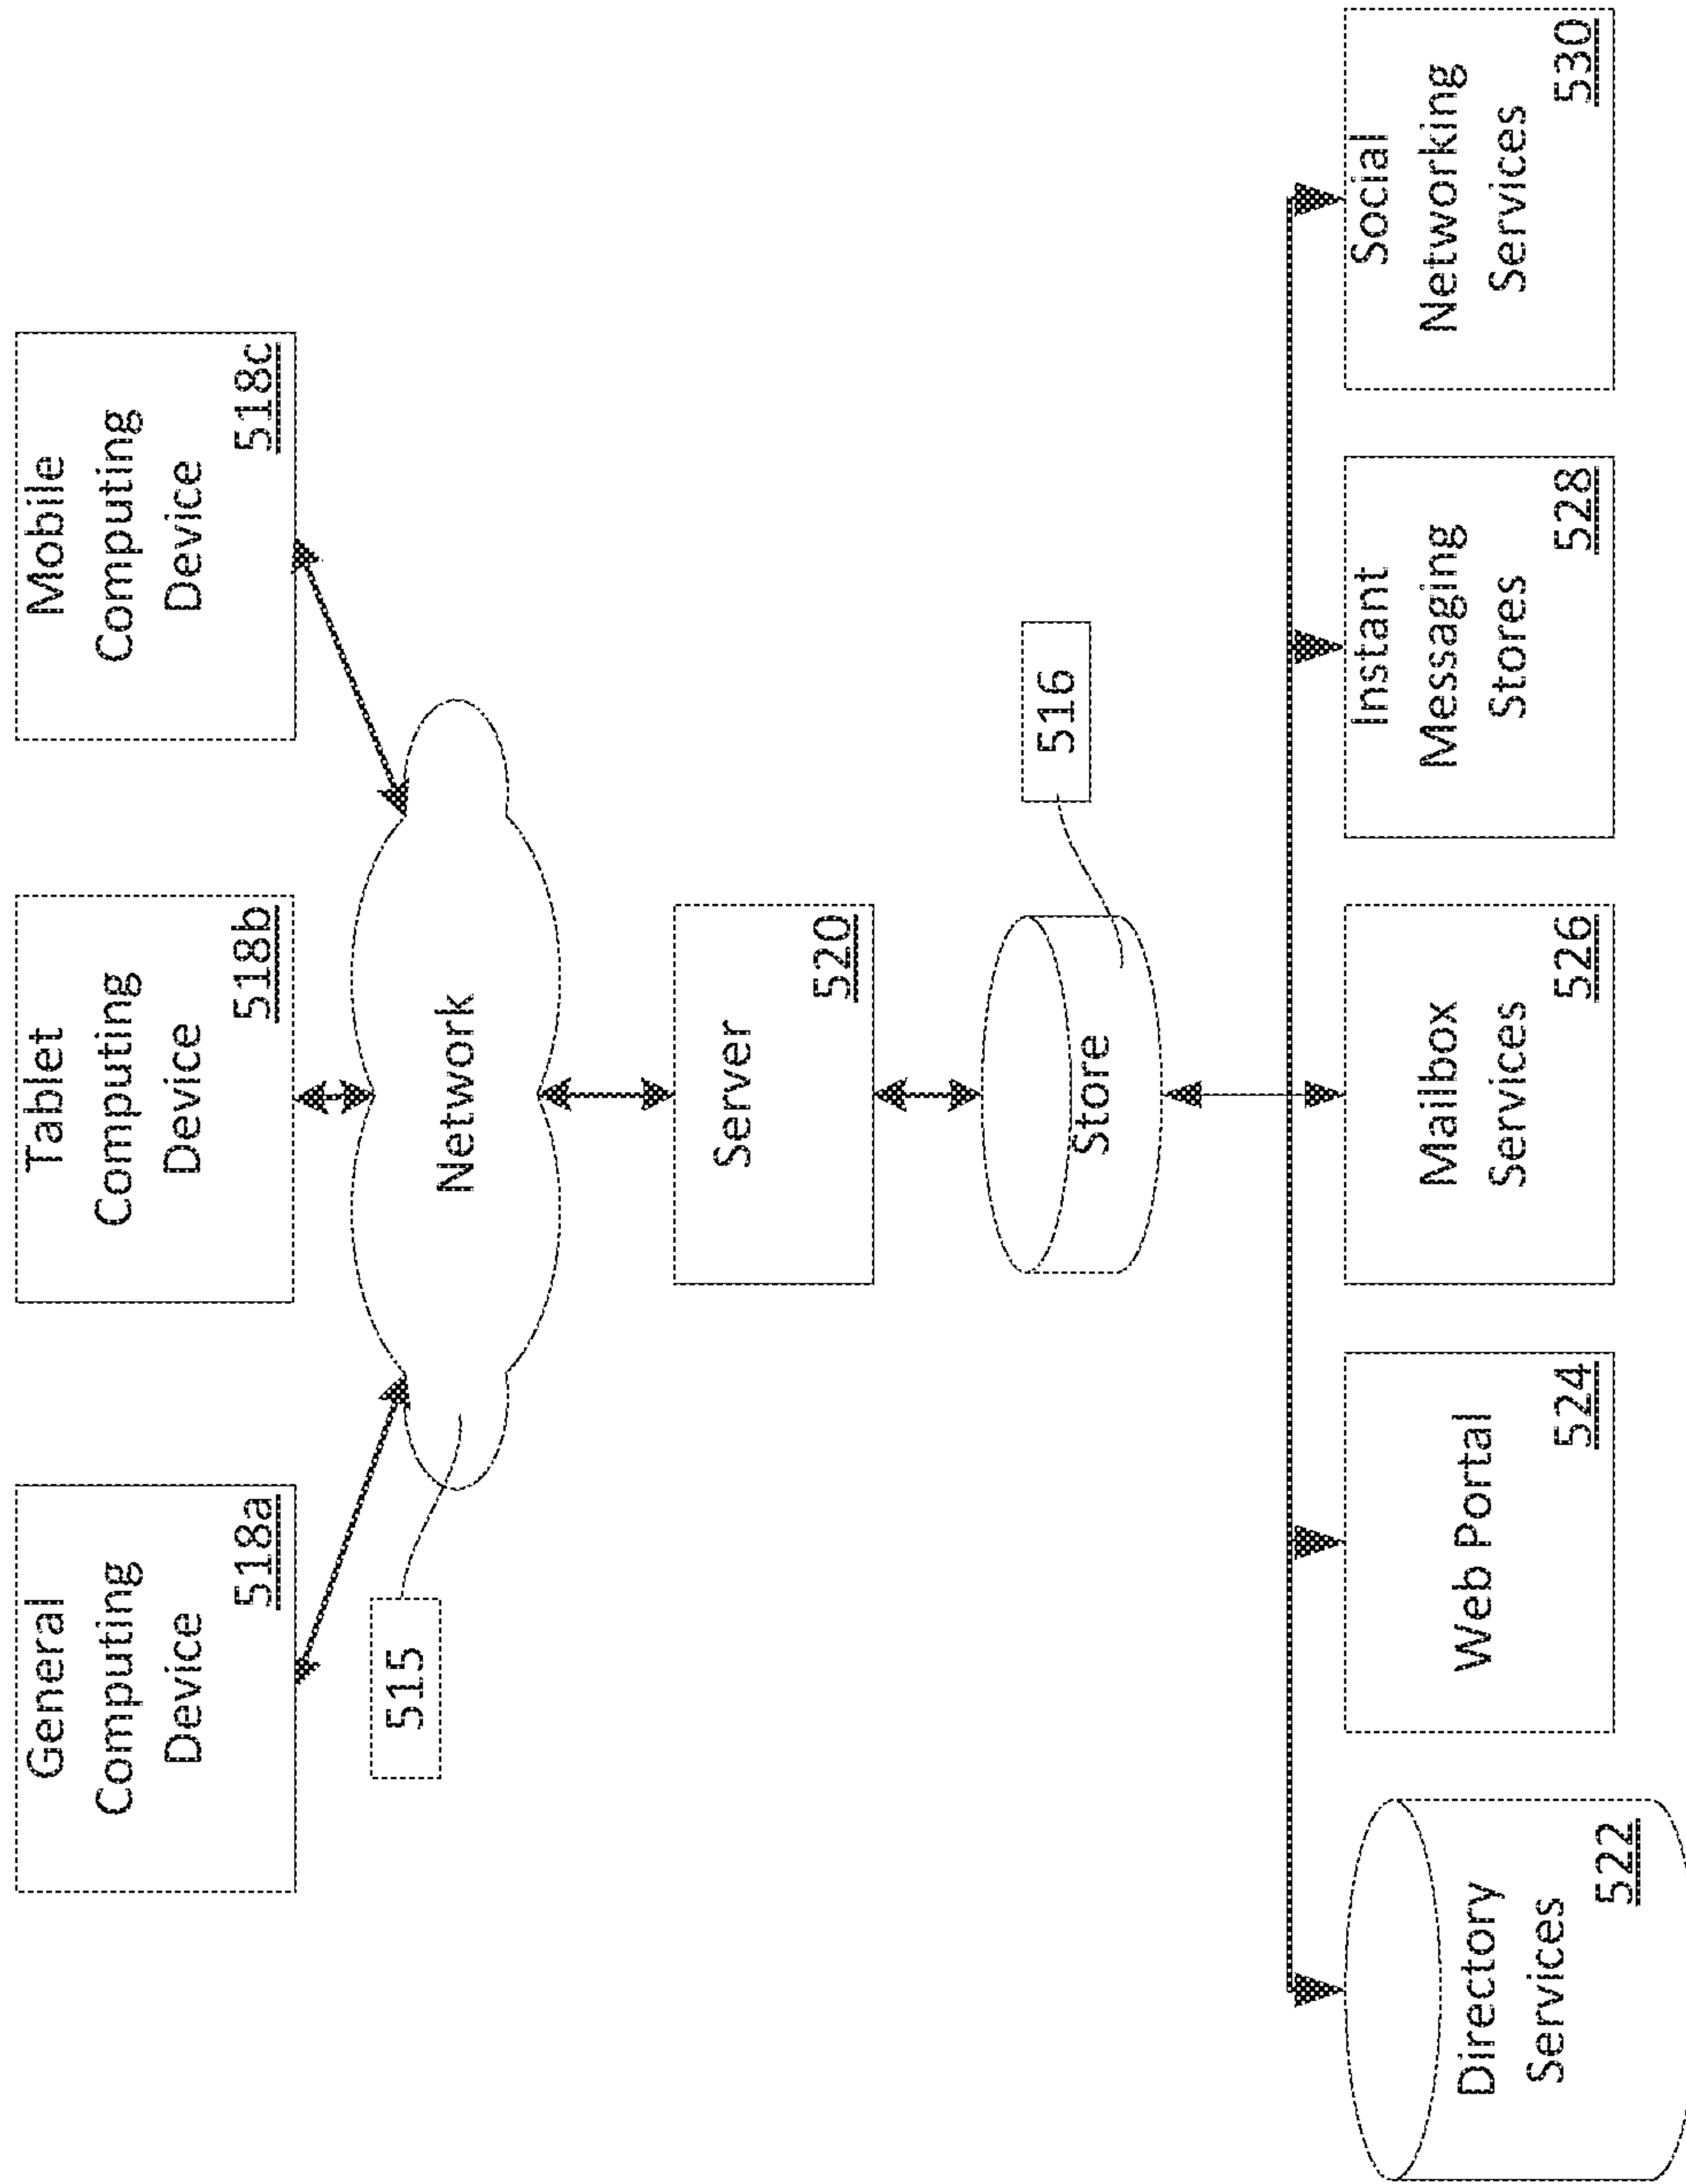 General
Computing
Device
518a
Tablet
Computing
Device
518b
Mobile
Computing
Device
518c
515
Network
Server
520
516
Store
Directory
Services
522
Web Portal
524
Mailbox
Services
526
Instant
Messaging
Stores
528
Social
Networking
Services
530